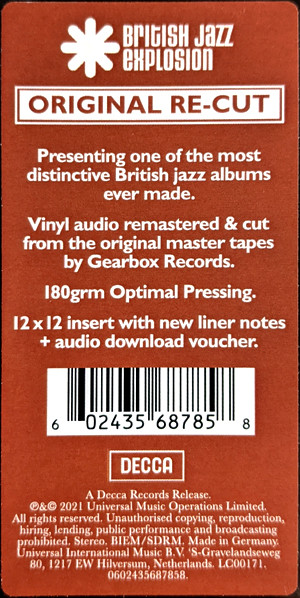 BRITISH JAZZ
EXPLOSION
ORIGINAL RE-CUT
Presenting one of the most
distinctive British jazz albums
ever made.
Vinyl audio remastered & cut
from the original master tapes
by Gearbox Records.
180grm Optimal Pressing.
12 x 12 insert with new liner notes
+ audio download voucher.
6 02435 68785 8
DECCA
A Decca Records Release.
℗&© 2021 Universal Music Operations Limited.
All rights reserved. Unauthorised copying, reproduction,
hiring, lending, public performance and broadcasting
prohibited. Stereo. BIEM/SDRM. Made in Germany.
Universal International Music B.V. 'S-Gravelandseweg
80, 1217 EW Hilversum, Netherlands. LC00171.
0602435687858.